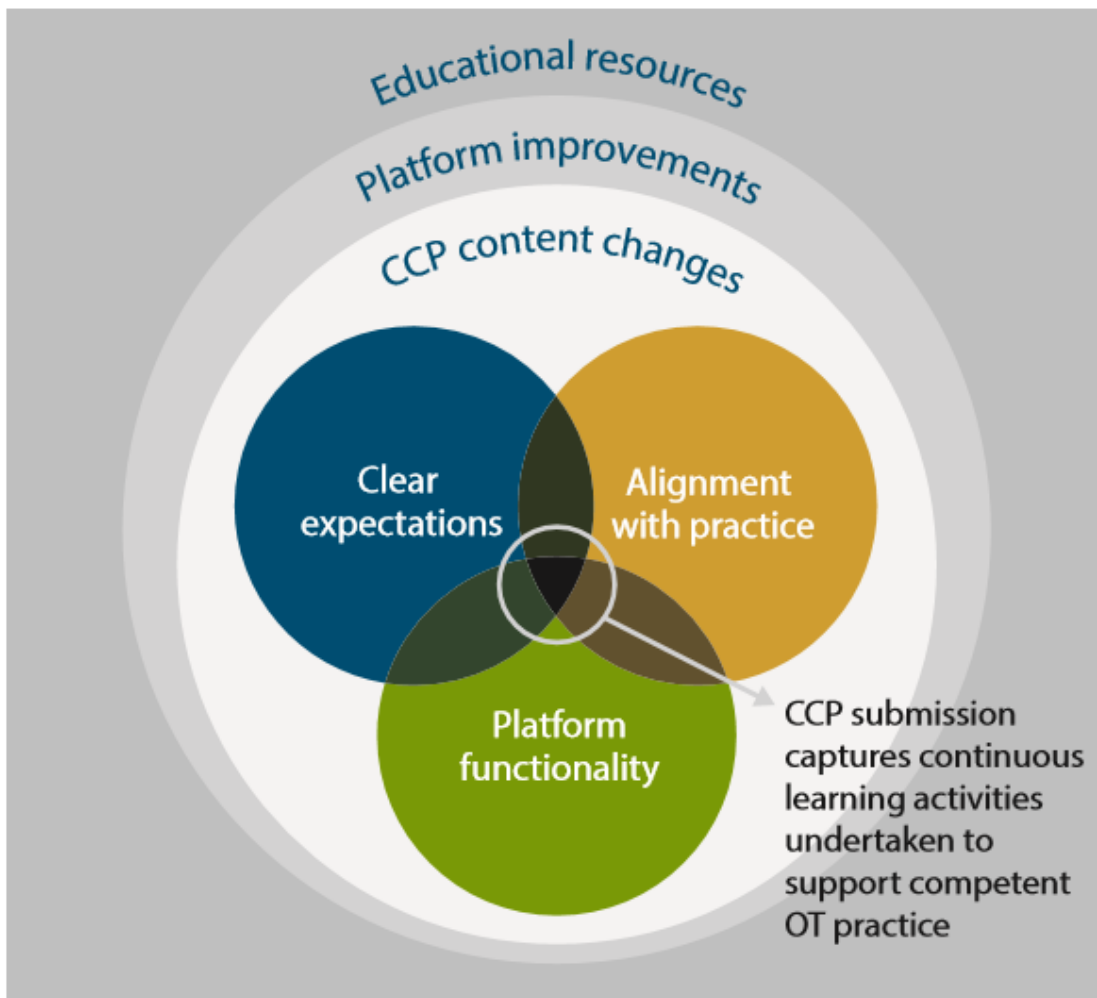 Educational resources
Platform improvements
CCP content changes
Clear
expectations
Alignment
with practice
Platform
functionality
CCP submission
captures continuous
learning activities
undertaken to
support competent
OT practice